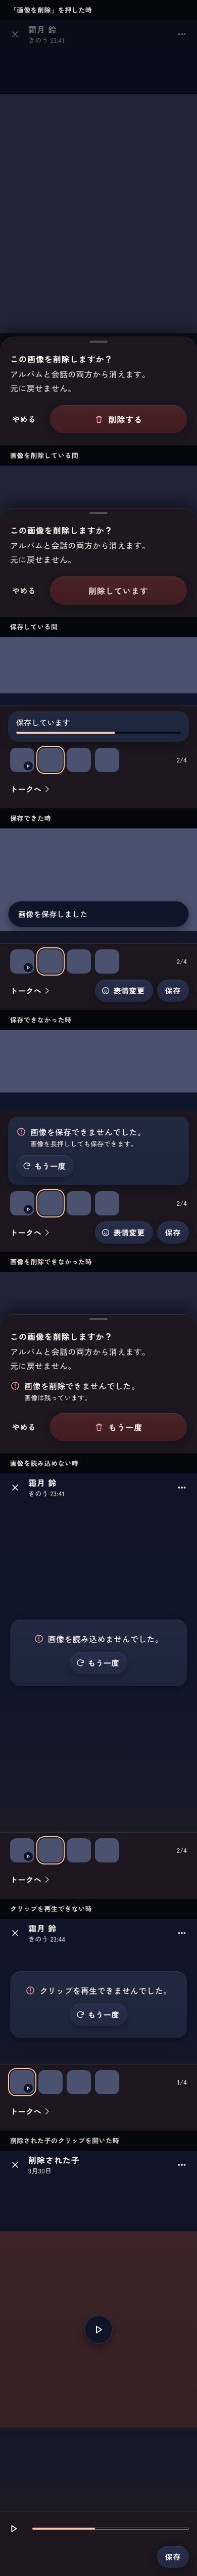 「画像を削除」を押した時
霜月 鈴
きのう 23:41
この画像を削除しますか？
アルバムと会話の両方から消えます。
元に戻せません。
やめる 削除する
画像を削除している間
この画像を削除しますか？
アルバムと会話の両方から消えます。
元に戻せません。
やめる 削除しています
保存している間
保存しています
2/4
トークへ
保存できた時
画像を保存しました
2/4
トークへ 表情変更 保存
保存できなかった時
画像を保存できませんでした。
画像を長押ししても保存できます。
もう一度
2/4
トークへ 表情変更 保存
画像を削除できなかった時
この画像を削除しますか？
アルバムと会話の両方から消えます。
元に戻せません。
画像を削除できませんでした。
画像は残っています。
やめる もう一度
画像を読み込めない時
霜月 鈴
きのう 23:41
画像を読み込めませんでした。
もう一度
2/4
トークへ
クリップを再生できない時
霜月 鈴
きのう 23:44
クリップを再生できませんでした。
もう一度
1/4
トークへ
削除された子のクリップを開いた時
削除された子
9月30日
保存